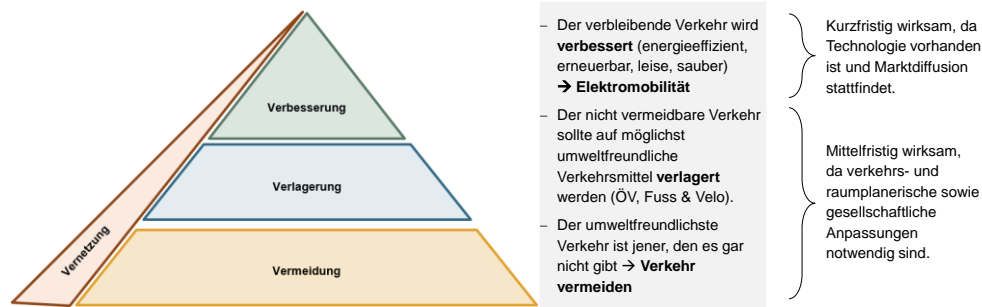 Verbesserung
Verlagerung
Vermeidung
Vernetzung
– Der verbleibende Verkehr wird
verbessert (energieeffizient,
erneuerbar, leise, sauber)
→ Elektromobilität
– Der nicht vermeidbare Verkehr
sollte auf möglichst
umweltfreundliche
Verkehrsmittel verlagert
werden (ÖV, Fuss & Velo).
– Der umweltfreundlichste
Verkehr ist jener, den es gar
nicht gibt → Verkehr
vermeiden
Kurzfristig wirksam, da
Technologie vorhanden
ist und Marktdiffusion
stattfindet.
Mittelfristig wirksam,
da verkehrs- und
raumplanerische sowie
gesellschaftliche
Anpassungen
notwendig sind.